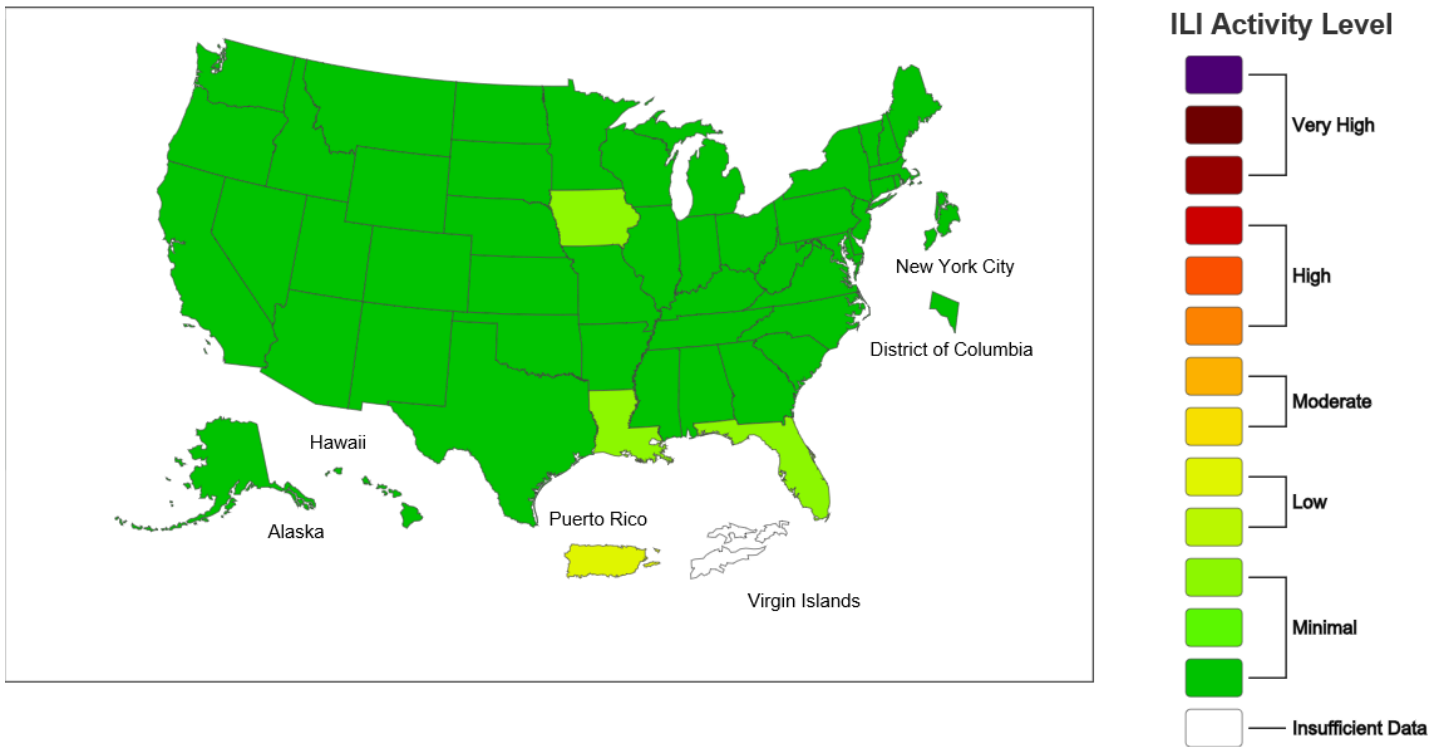 ILI Activity Level
Very High
High
Moderate
Low
Minimal
Insufficient Data
New York City
District of Columbia
Hawaii
Alaska
Puerto Rico
Virgin Islands